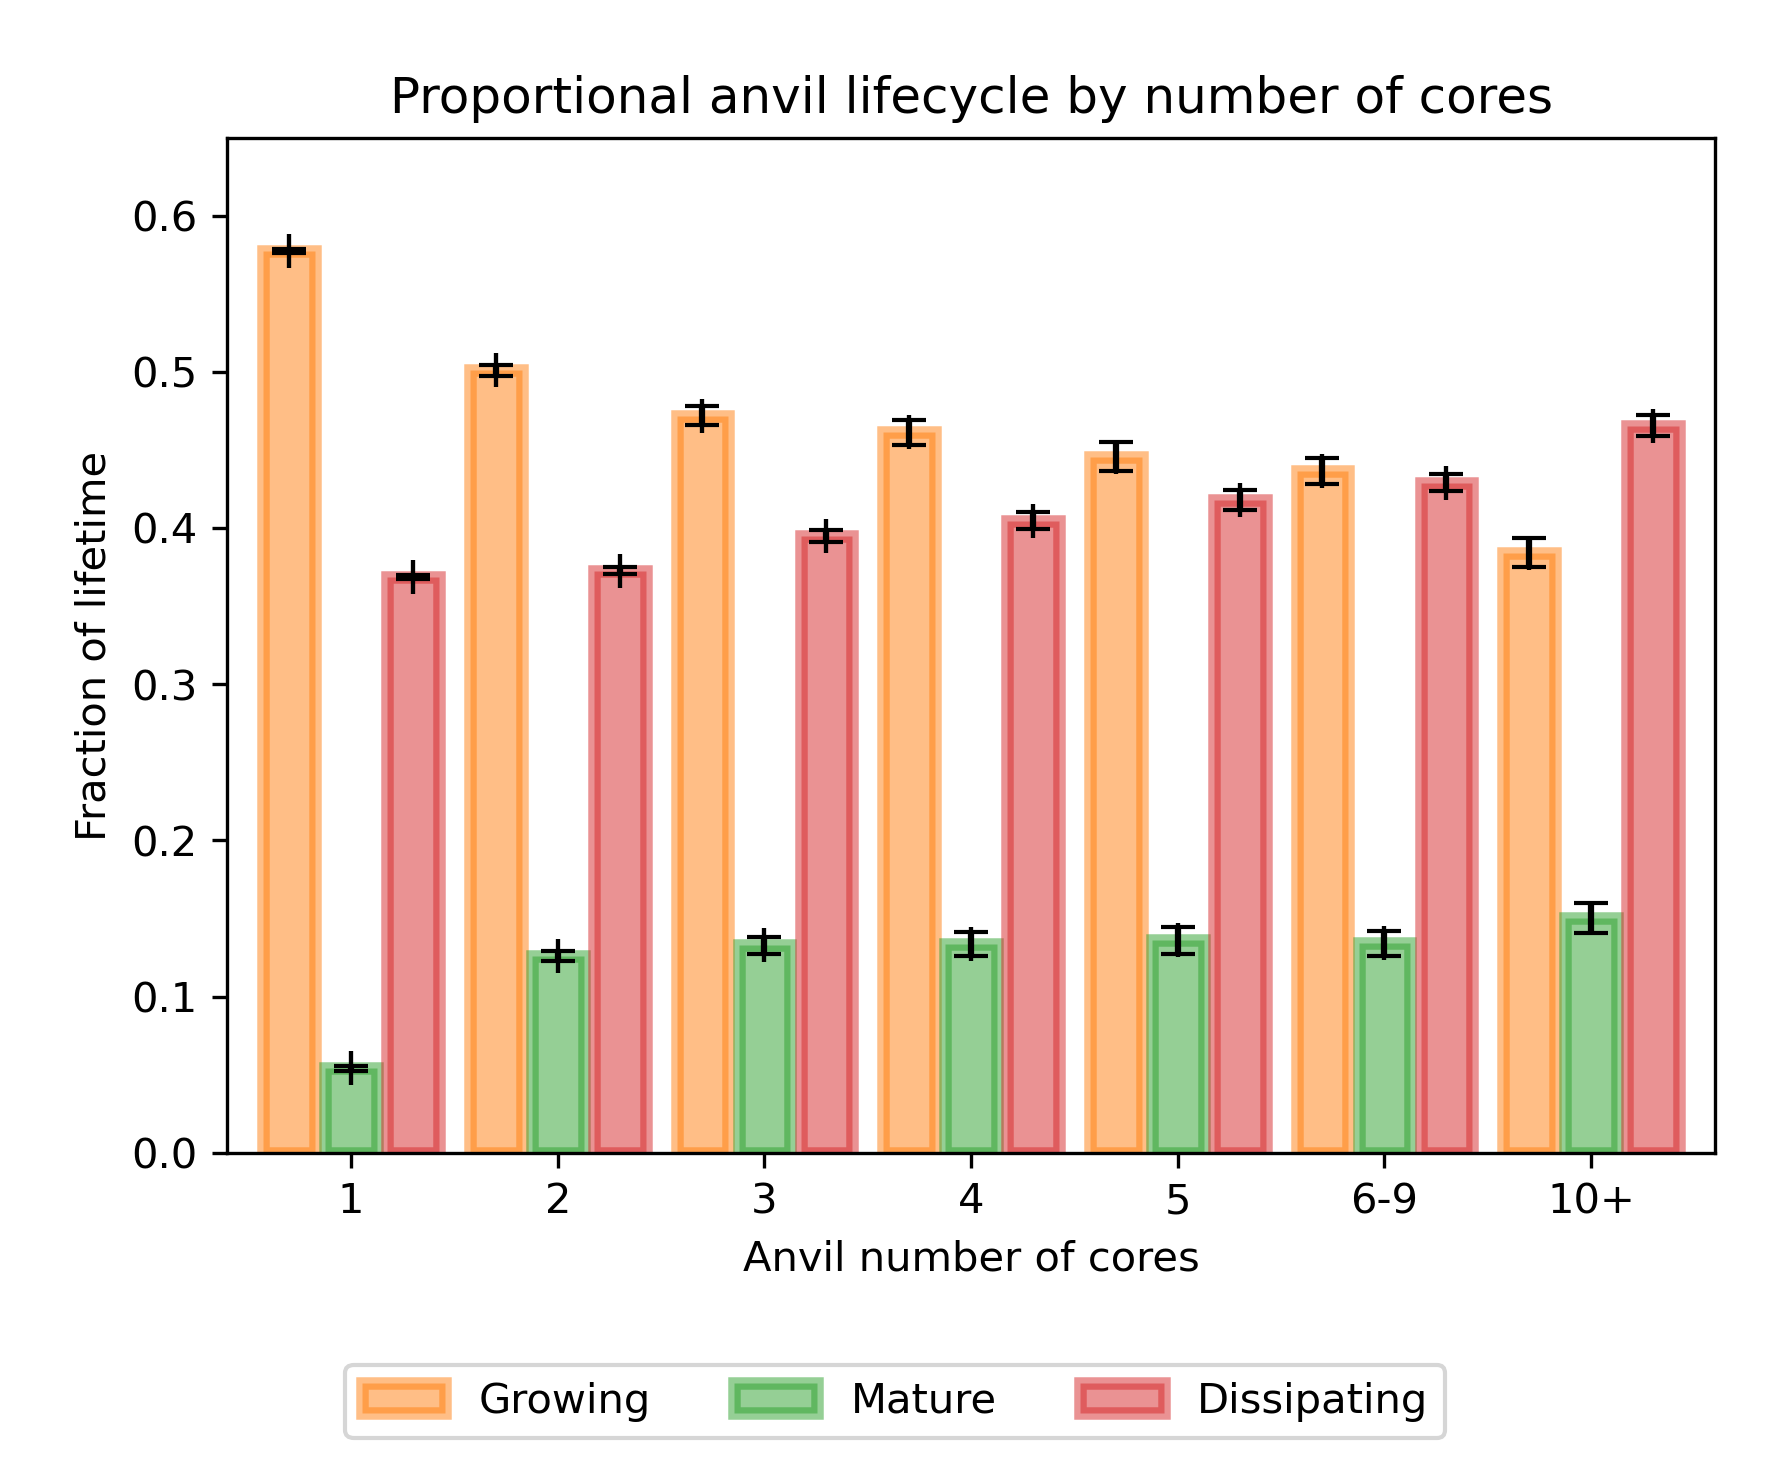 Proportional anvil lifecycle by number of cores
Fraction of lifetime
0.6
0.5
0.4
0.3
0.2
0.1
0.0
1 2 3 4 5 6-9 10+
Anvil number of cores
Growing Mature Dissipating